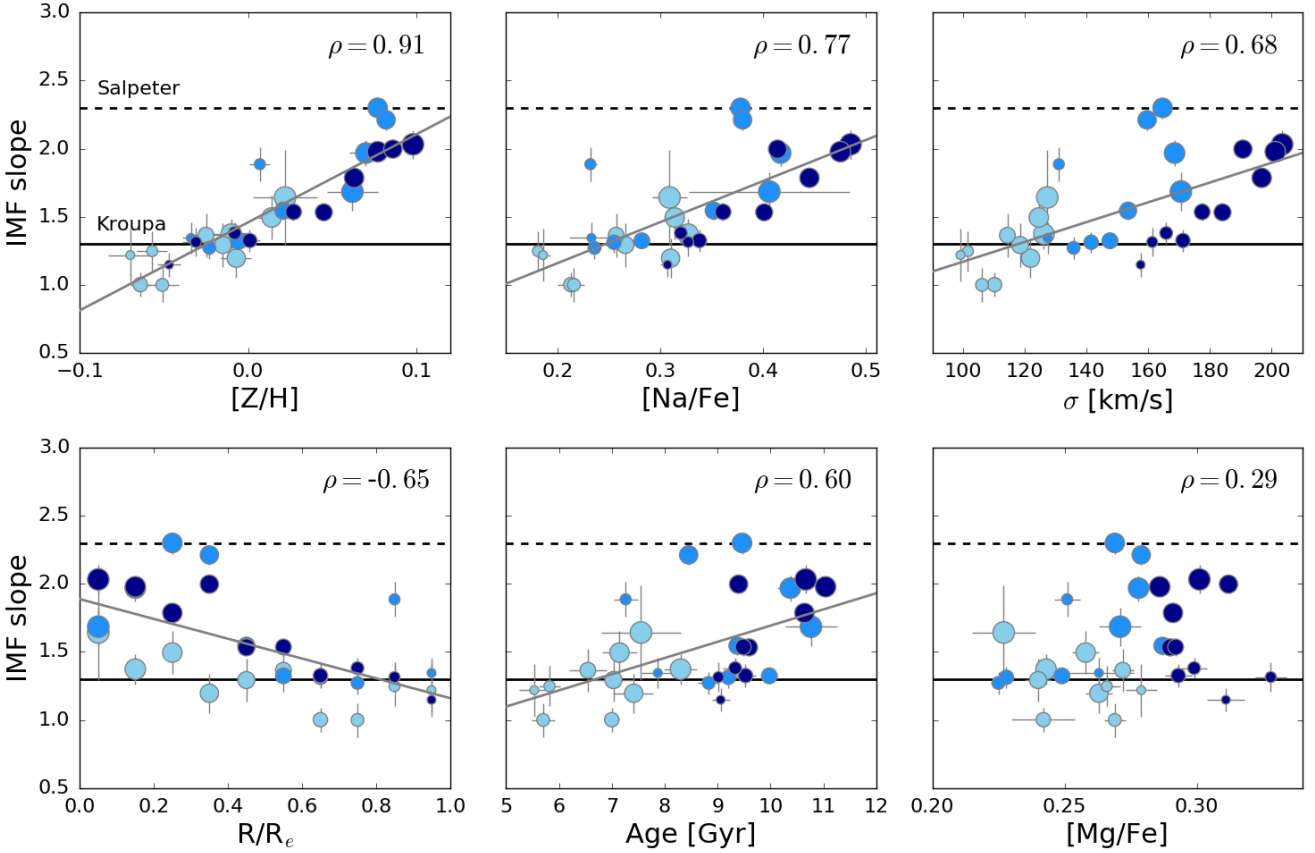 IMF slope
3.0
2.5
2.0
1.5
1.0
0.5
ρ = 0.91
Salpeter
Kroupa
−0.1 0.0 0.1
[Z/H]
ρ = 0.77
0.2 0.3 0.4 0.5
[Na/Fe]
ρ = 0.68
100 120 140 160 180 200
σ [km/s]
IMF slope
3.0
2.5
2.0
1.5
1.0
0.5
ρ = -0.65
0.0 0.2 0.4 0.6 0.8 1.0
R/Rₑ
ρ = 0.60
5 6 7 8 9 10 11 12
Age [Gyr]
ρ = 0.29
0.20 0.25 0.30
[Mg/Fe]